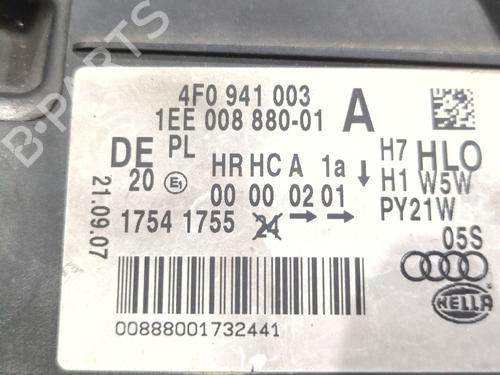 4F0 941 003
1EE 008 880-01 A
DE PL
20 E1
HR HC A 1a
00 00 02 01
H7 HLO
H1 W5W
PY21W
21.09.07
1754 1755 24
05S
HELLA
00888001732441
B-PARTS